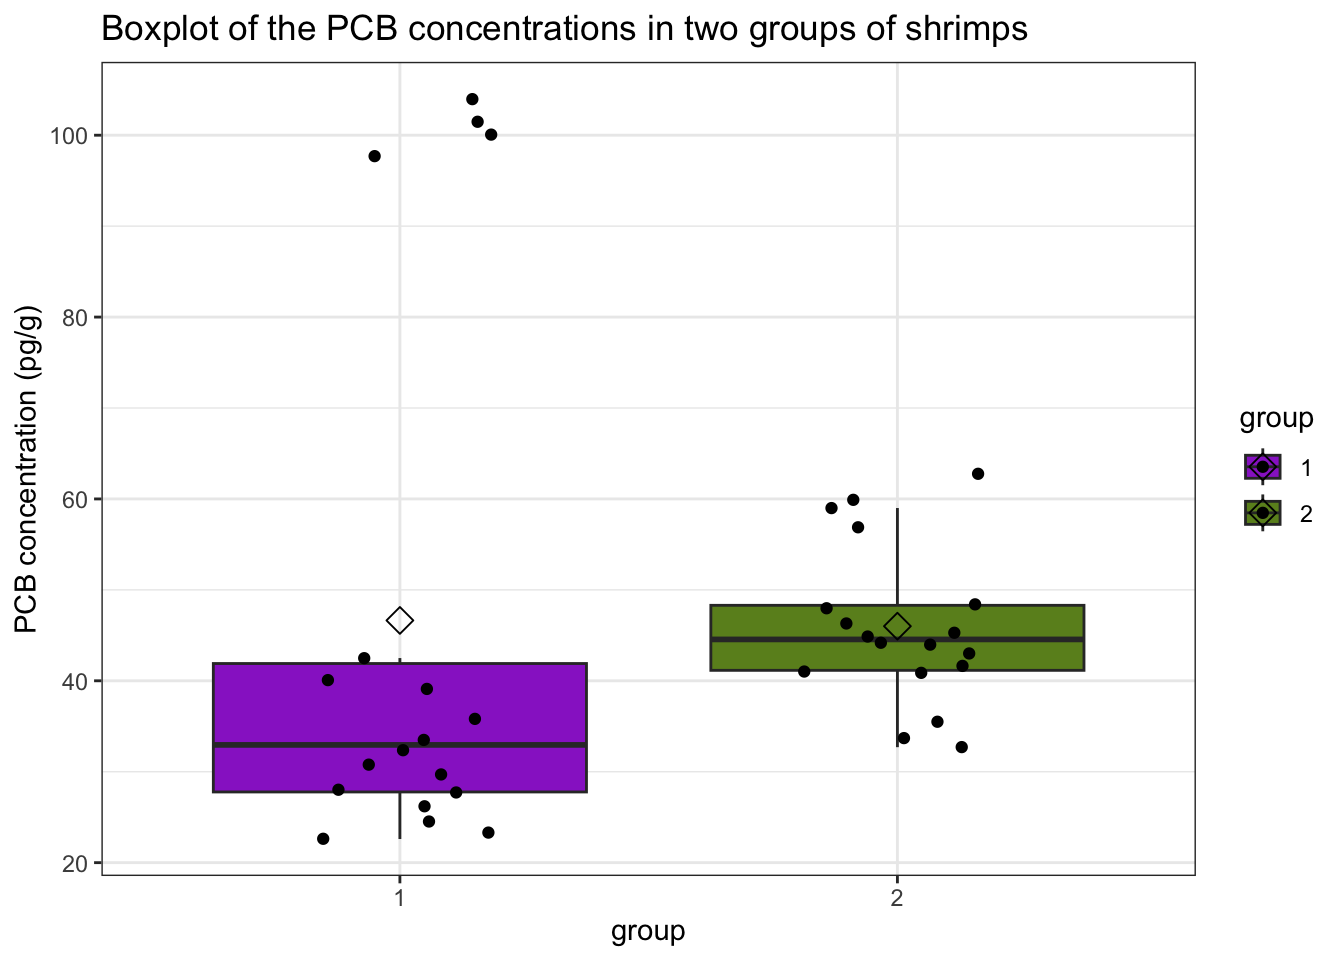 Boxplot of the PCB concentrations in two groups of shrimps
PCB concentration (pg/g)
100
80
60
40
20
1
2
group
group
1
2